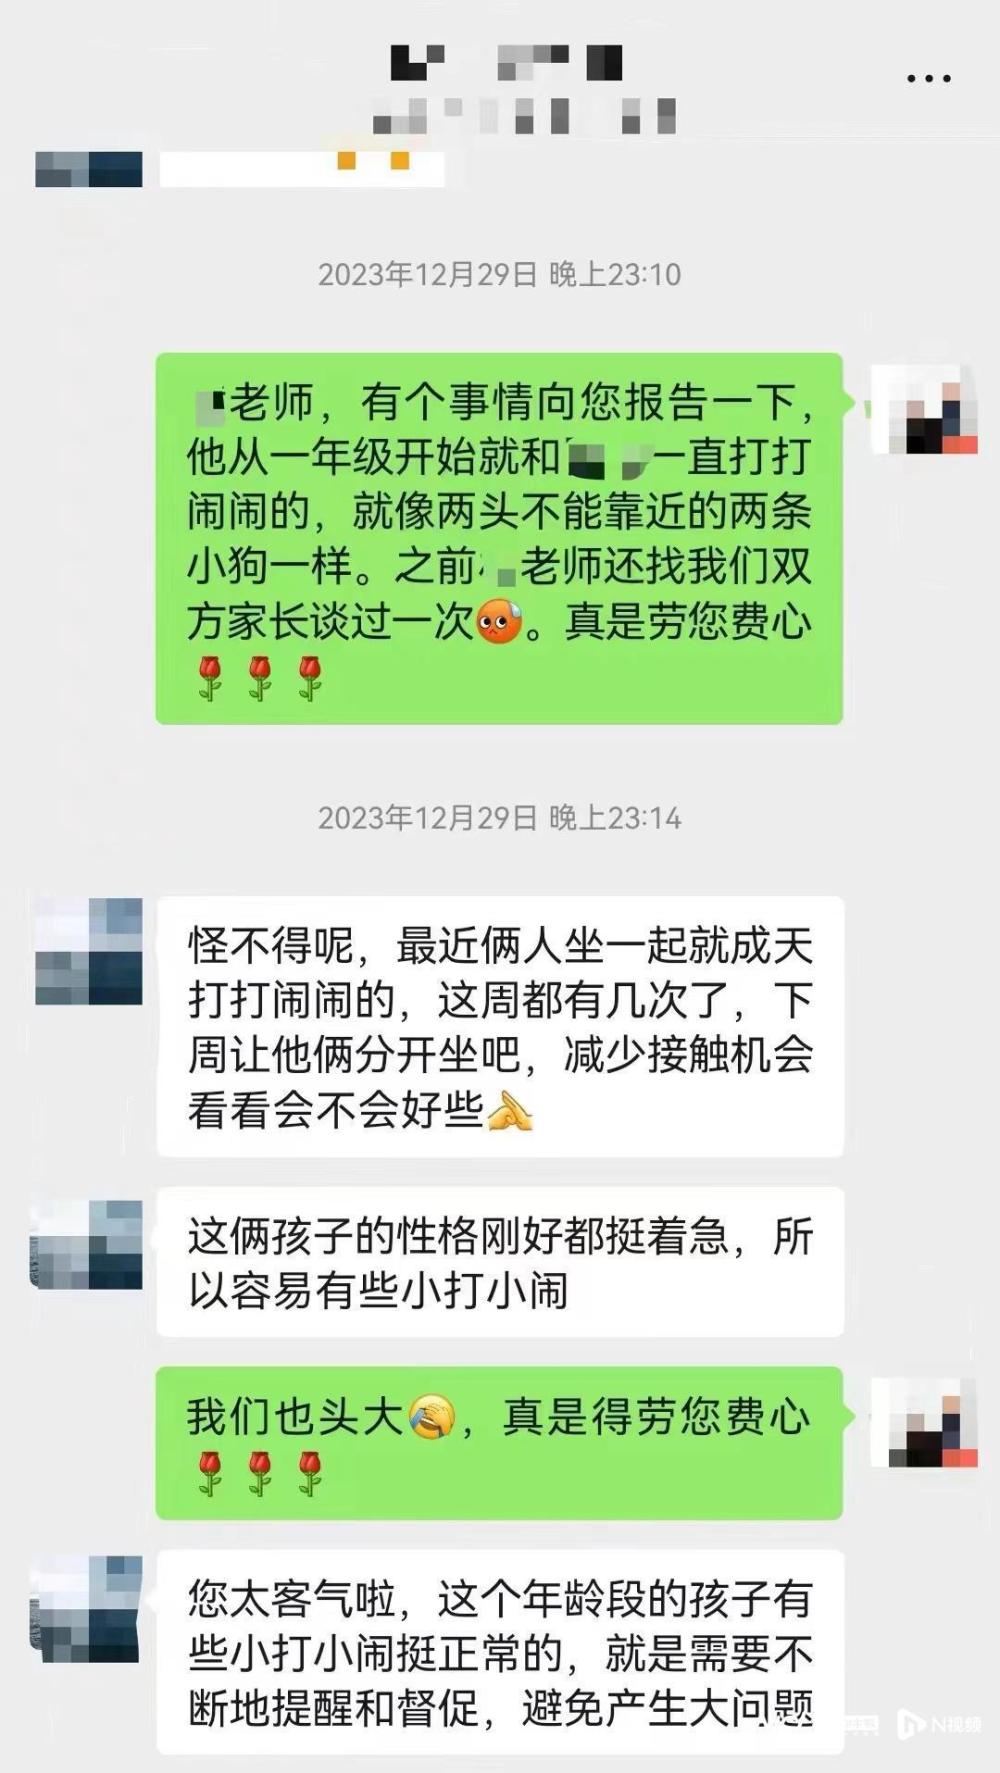 2023年12月29日 晚上23:10
老师，有个事情向您报告一下，
他从一年级开始就和一直打打
闹闹的，就像两头不能靠近的两条
小狗一样。之前老师还找我们双
方家长谈过一次😓。真是劳您费心
🌹🌹🌹
2023年12月29日 晚上23:14
怪不得呢，最近俩人坐一起就成天
打打闹闹的，这周都有几次了，下
周让他俩分开坐吧，减少接触机会
看看会不会好些
这俩孩子的性格刚好都挺着急，所
以容易有些小打小闹
我们也头大🤦，真是得劳您费心
🌹🌹🌹
您太客气啦，这个年龄段的孩子有
些小打小闹挺正常的，就是需要不
断地提醒和督促，避免产生大问题
N视频